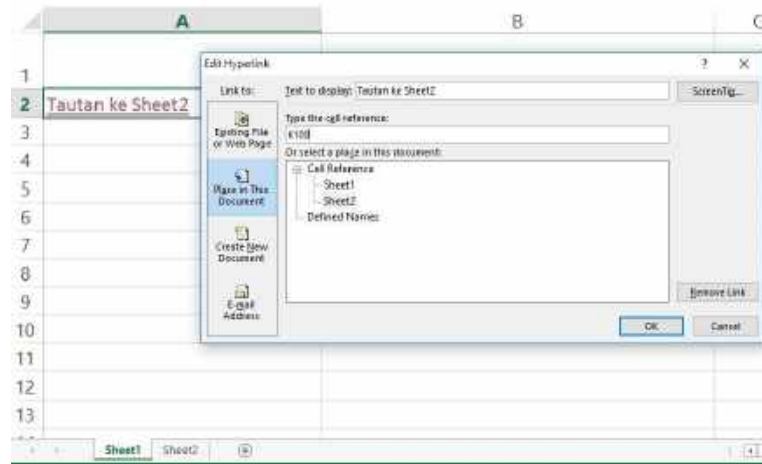 A B C
Edit Hyperlink ? ×
Link to: Text to display: Tautan ke Sheet2 ScreenTip...
1
2 Tautan ke Sheet2
Type the cell reference:
Existing File
or Web Page
K100
3
Or select a place in this document:
4
Cell Reference
Place in This
Document
Sheet1
5
Sheet2
6
Defined Names
7
Create New
Document
8
9
E-mail
Address
Remove Link
10
OK Cancel
11
12
13
Sheet1 Sheet2